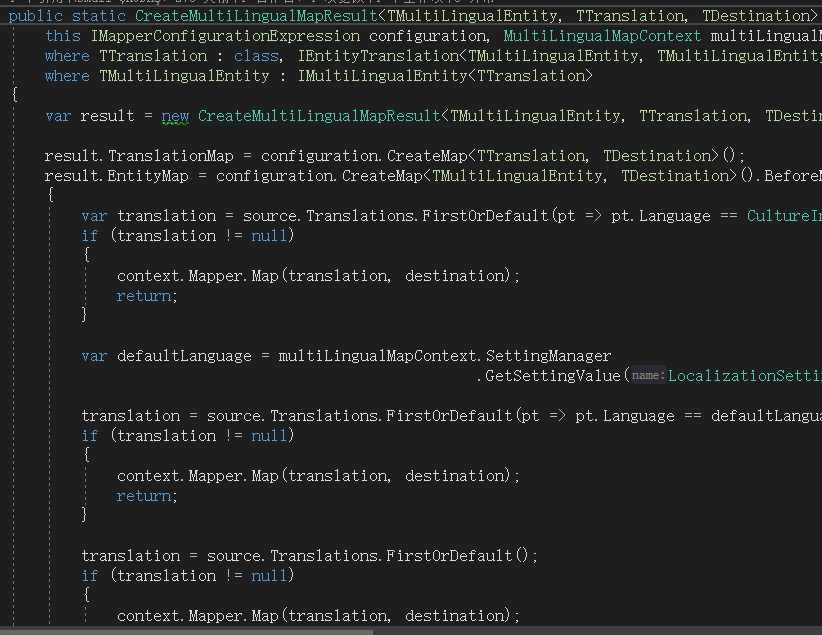 public static CreateMultiLingualMapResult<TMultiLingualEntity, TTranslation, TDestination>
this IMapperConfigurationExpression configuration, MultiLingualMapContext multiLingualM
where TTranslation : class, IEntityTranslation<TMultiLingualEntity, TMultiLingualEntity
where TMultiLingualEntity : IMultiLingualEntity<TTranslation>
{
var result = new CreateMultiLingualMapResult<TMultiLingualEntity, TTranslation, TDestin
result.TranslationMap = configuration.CreateMap<TTranslation, TDestination>();
result.EntityMap = configuration.CreateMap<TMultiLingualEntity, TDestination>().BeforeM
{
var translation = source.Translations.FirstOrDefault(pt => pt.Language == CultureIn
if (translation != null)
{
context.Mapper.Map(translation, destination);
return;
}
var defaultLanguage = multiLingualMapContext.SettingManager
.GetSettingValue(name:LocalizationSettin
translation = source.Translations.FirstOrDefault(pt => pt.Language == defaultLangua
if (translation != null)
{
context.Mapper.Map(translation, destination);
return;
}
translation = source.Translations.FirstOrDefault();
if (translation != null)
{
context.Mapper.Map(translation, destination);